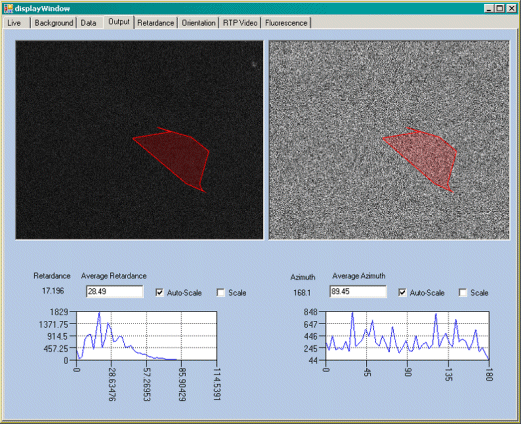 displayWindow
Live Background Data Output Retardance Orientation RTP Video Fluorescence
Retardance Average Retardance
17.196 28.49 Auto-Scale Scale
Azimuth Average Azimuth
168.1 89.45 Auto-Scale Scale
1829
1371.75
914.5
457.25
0
0 28.63476 57.26953 85.90429 114.5391
848
647
446
245
44
0 45 90 135 180